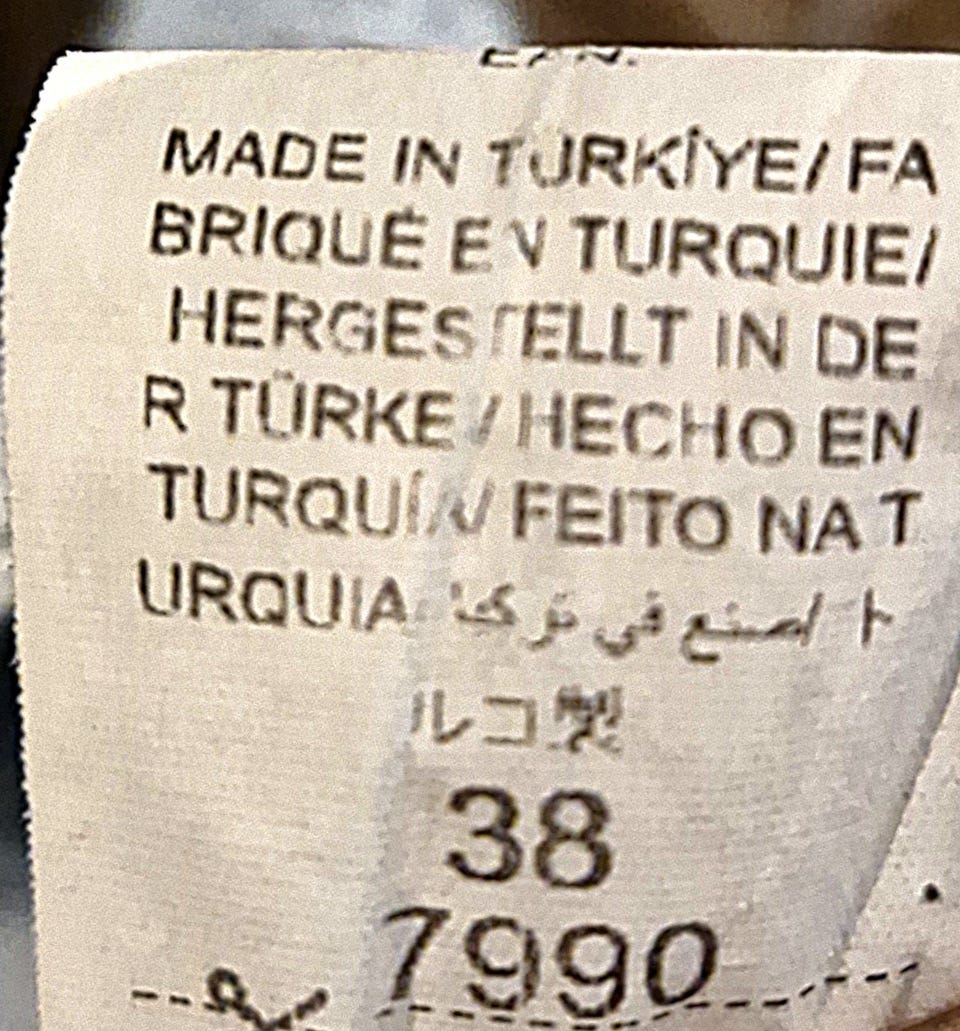 MADE IN TÜRKİYE/ FA
BRIQUÉ EN TURQUIE/
HERGESTELLT IN DE
R TÜRKE / HECHO EN
TURQUÍA/ FEITO NA T
URQUIA صنع في تركيا/ ト
ルコ製
38
7990